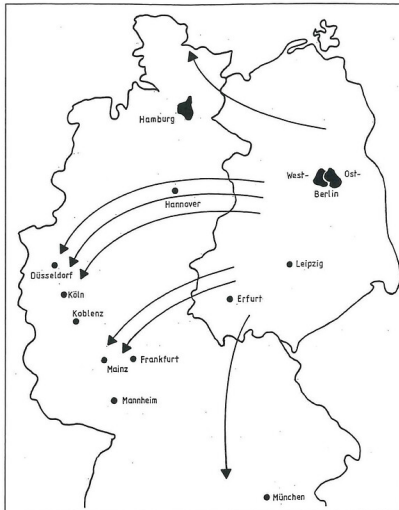 Hamburg
West-
Ost-
Berlin
Hannover
Düsseldorf
Leipzig
Köln
Erfurt
Koblenz
Mainz
Frankfurt
Mannheim
München